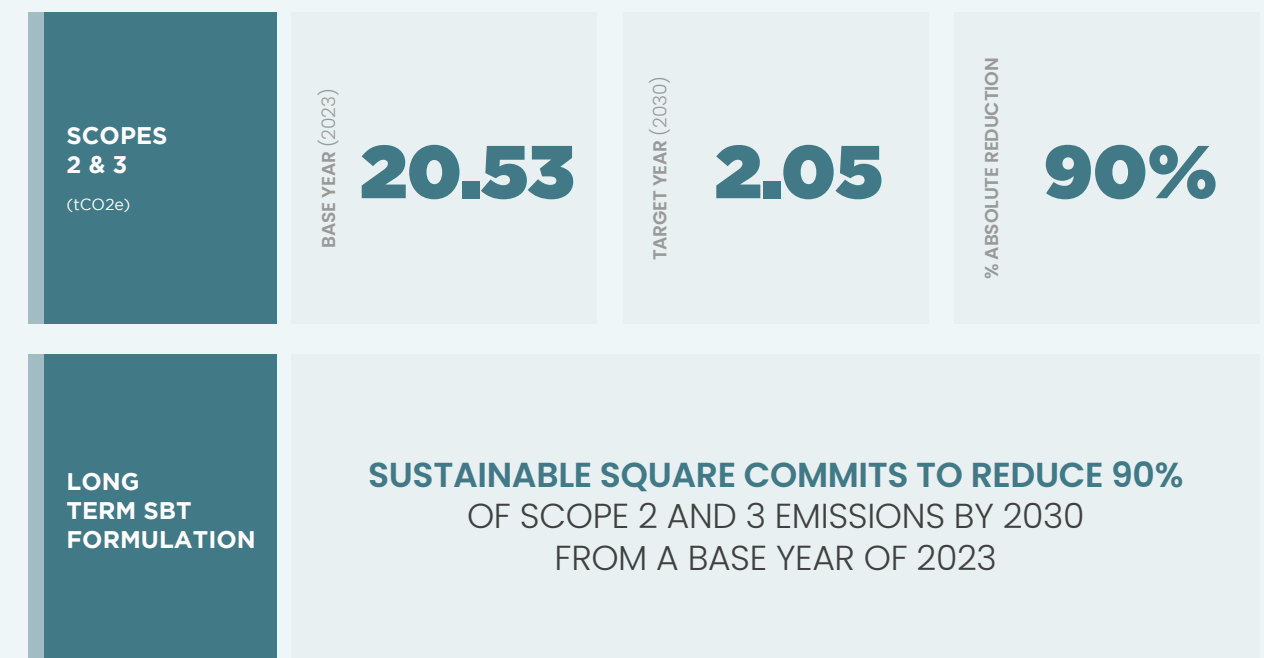 SCOPES
2 & 3
(tCO2e)
BASE YEAR (2023)
20.53
TARGET YEAR (2030)
2.05
% ABSOLUTE REDUCTION
90%
LONG
TERM SBT
FORMULATION
SUSTAINABLE SQUARE COMMITS TO REDUCE 90%
OF SCOPE 2 AND 3 EMISSIONS BY 2030
FROM A BASE YEAR OF 2023